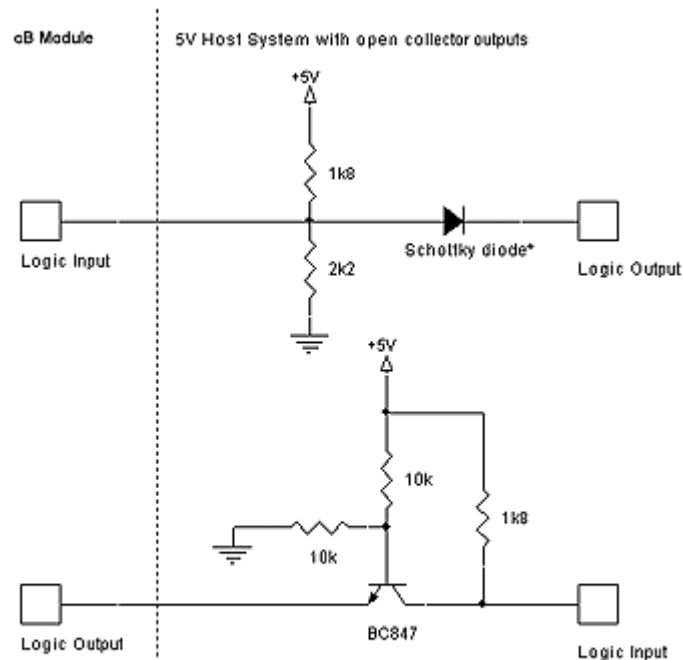 oB Module
5V Host System with open collector outputs
+5V
1k8
Schottky diode*
Logic Input
Logic Output
2k2
+5V
10k
1k8
10k
BC847
Logic Output
Logic Input